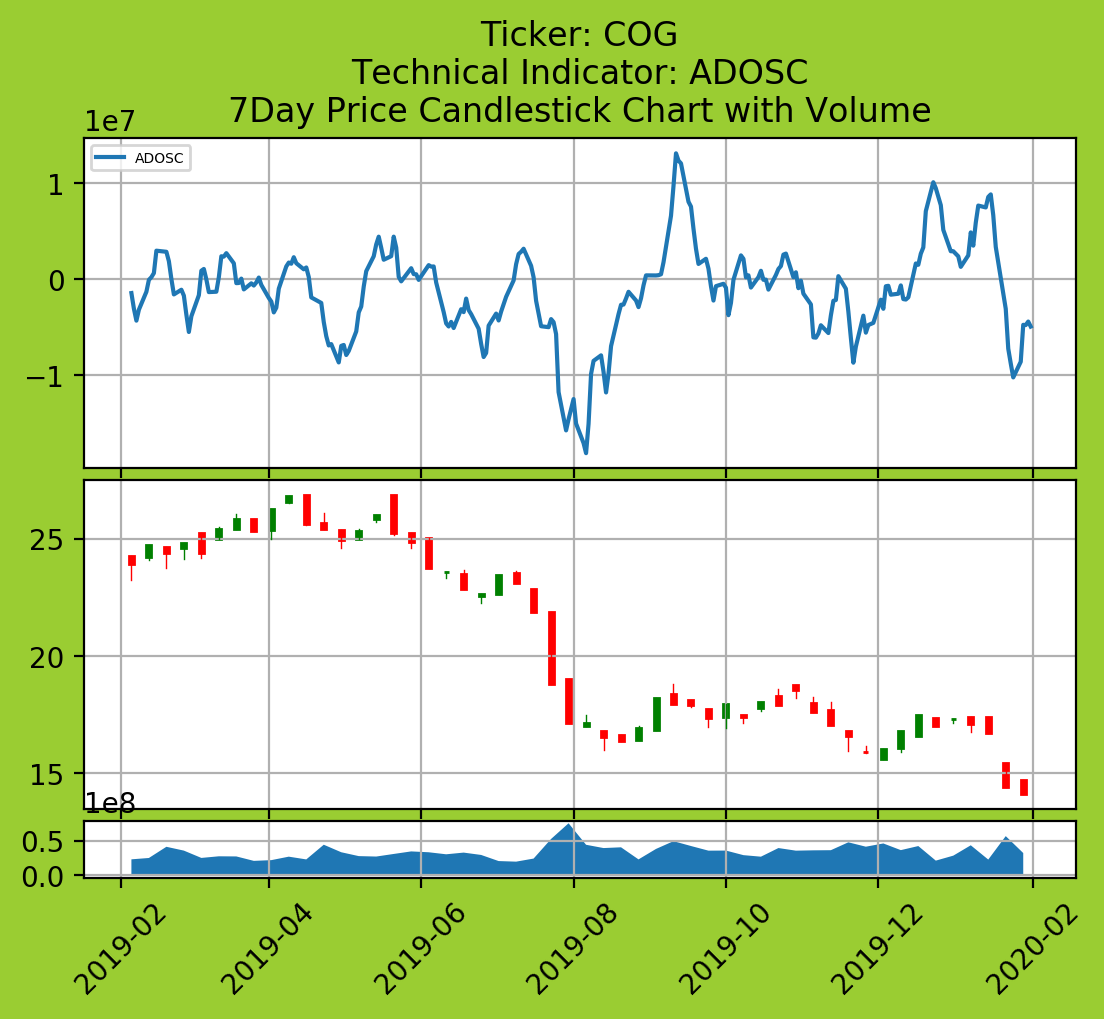 Ticker: COG
Technical Indicator: ADOSC
7Day Price Candlestick Chart with Volume
1e7
ADOSC
1
0
−1
25
20
15
1e8
0.5
0.0
2019-02
2019-04
2019-06
2019-08
2019-10
2019-12
2020-02